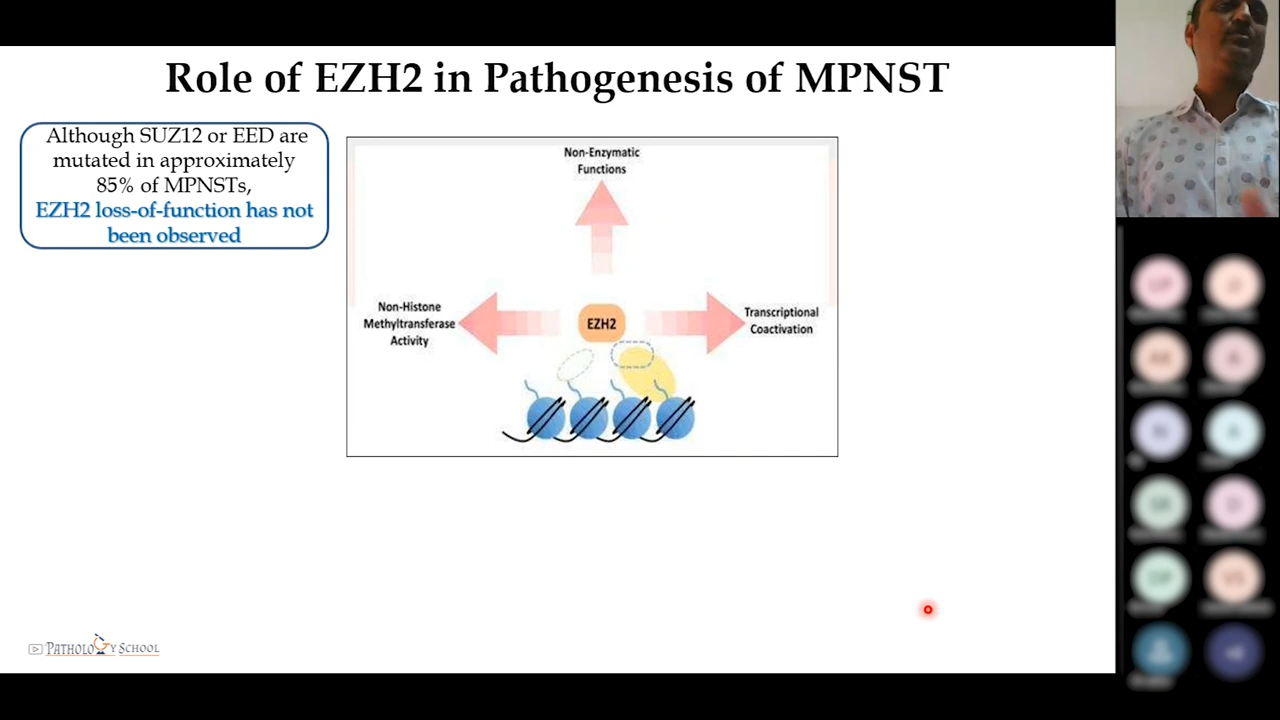 Role of EZH2 in Pathogenesis of MPNST
Although SUZ12 or EED are
mutated in approximately
85% of MPNSTs,
EZH2 loss-of-function has not
been observed
Non-Enzymatic
Functions
Non-Histone
Methyltransferase
Activity
EZH2
Transcriptional
Coactivation
PATHOLOGY SCHOOL